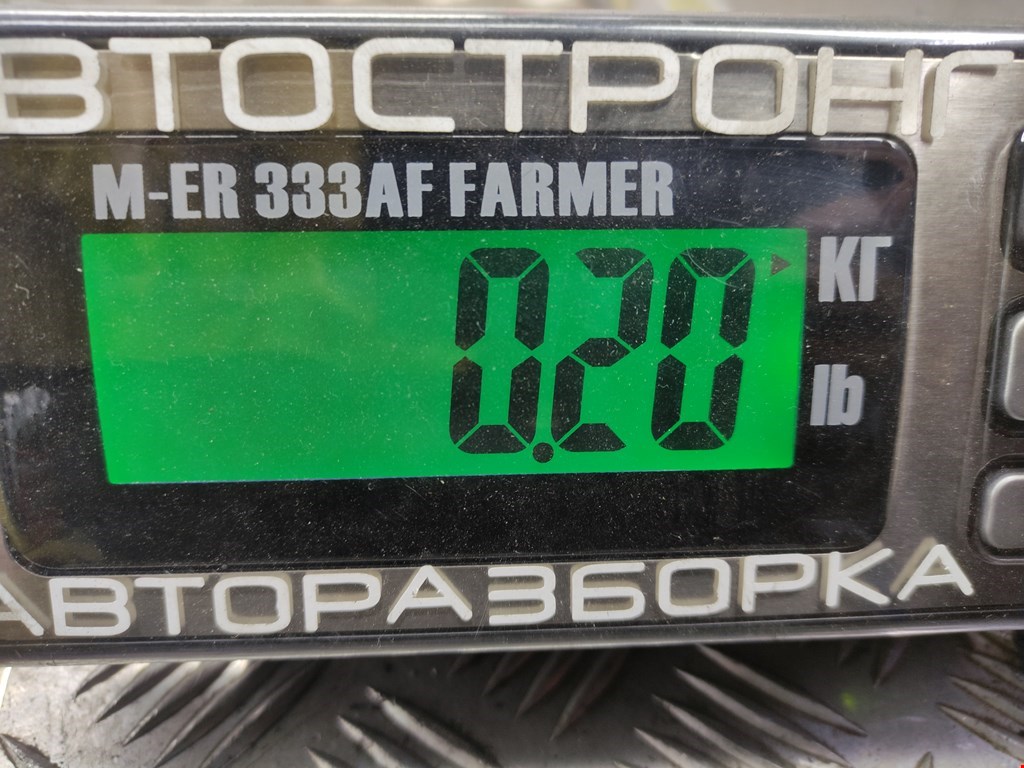 ВТОСТРОНГ
M-ER 333AF FARMER
0.20
КГ
lb
АВТОРАЗБОРКА